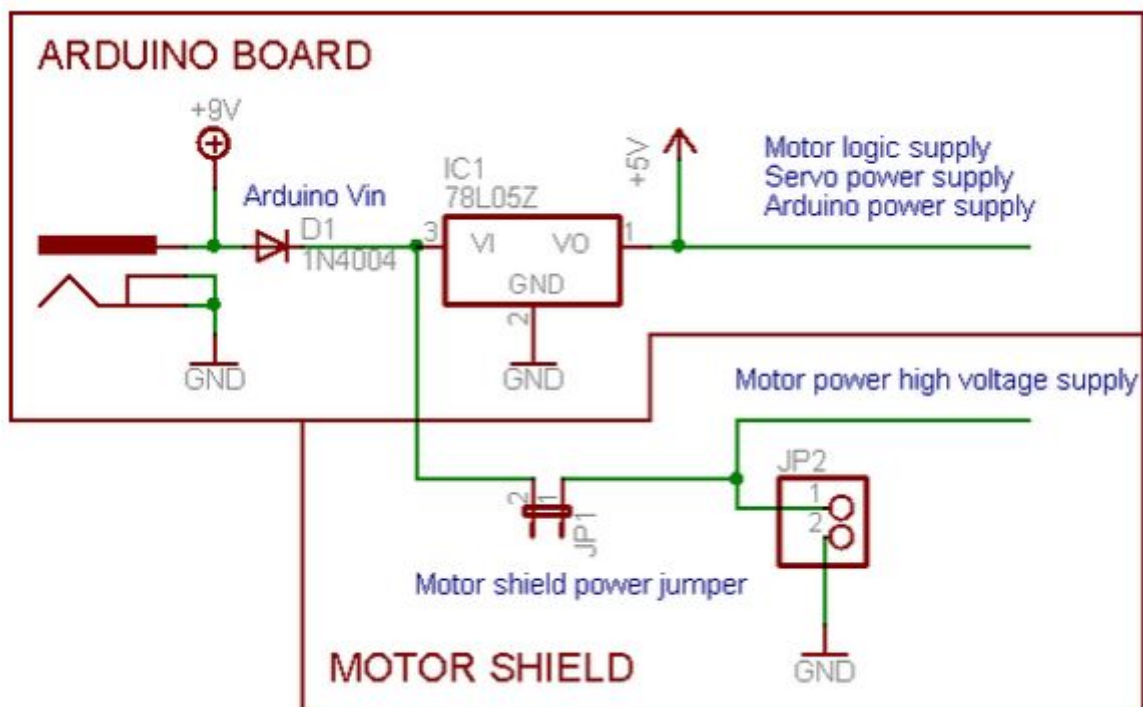 ARDUINO BOARD
+9V
Arduino Vin
D1
1N4004
IC1
78L05Z
3
VI
VO
1
GND
2
+5V
Motor logic supply
Servo power supply
Arduino power supply
GND
GND
Motor power high voltage supply
JP2
1
2
2
1
JP1
Motor shield power jumper
MOTOR SHIELD
GND